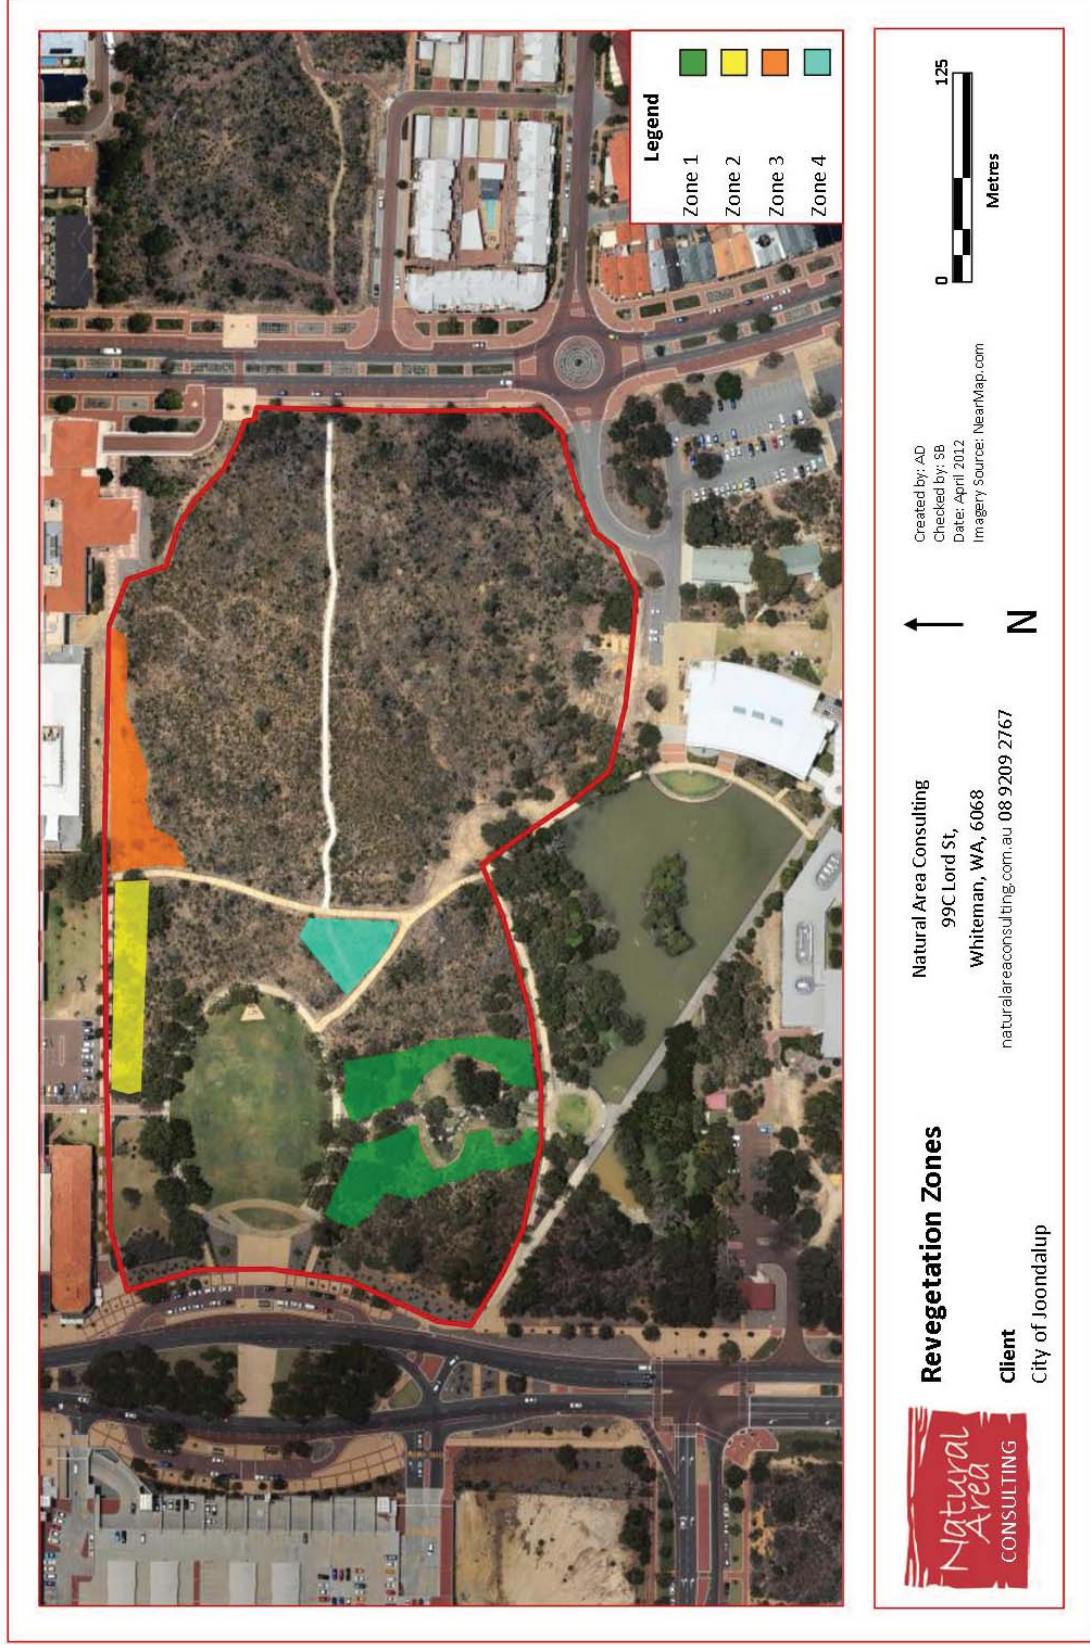 Legend
Zone 1
Zone 2
Zone 3
Zone 4
Natural
Area
CONSULTING
Revegetation Zones
Client
City of Joondalup
Natural Area Consulting
99C Lord St,
Whiteman, WA, 6068
naturalareaconsulting.com.au 08 9209 2767
N
Created by: AD
Checked by: SB
Date: April 2012
Imagery Source: NearMap.com
0
125
Metres